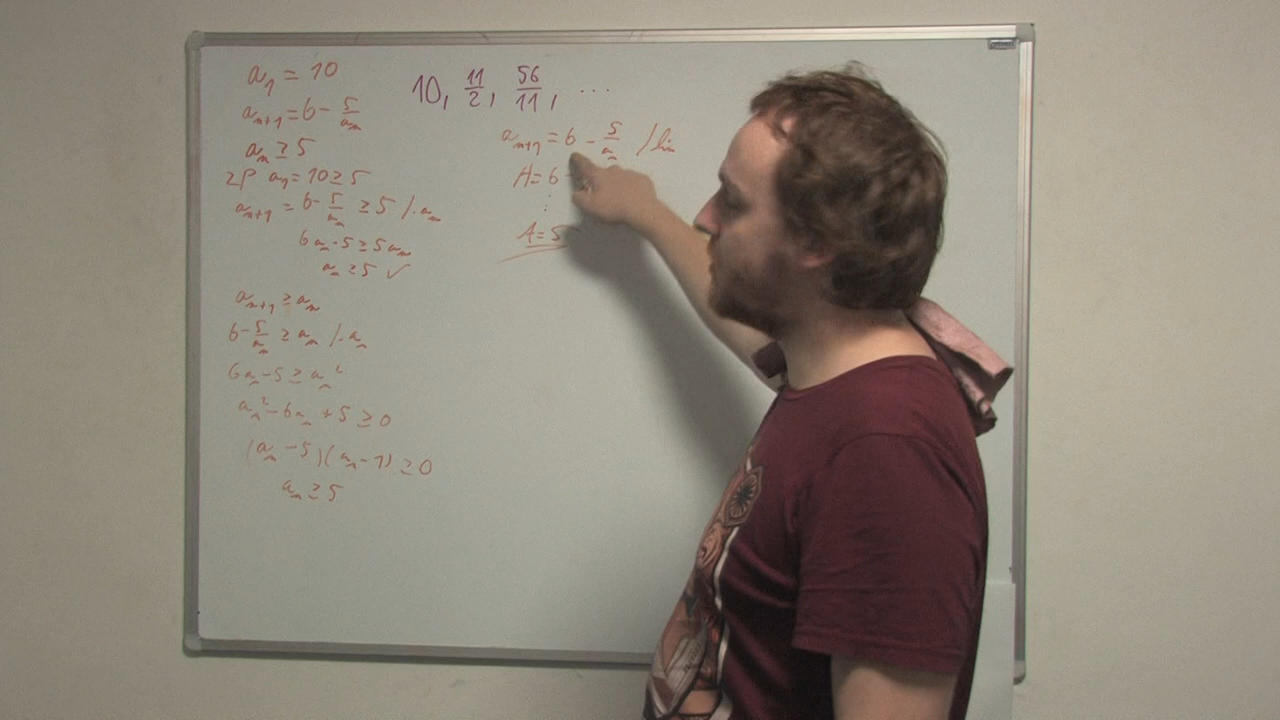 a₁ = 10
aₙ₊₁ = 6 - 5/aₙ
aₙ ≥ 5
2P a₁ = 10 ≥ 5
aₙ₊₁ = 6 - 5/aₙ ≥ 5 /·aₙ
6aₙ - 5 ≥ 5aₙ
aₙ ≥ 5 ✓
aₙ₊₁ ≥ aₙ
6 - 5/aₙ ≥ aₙ /·aₙ
6aₙ - 5 ≥ aₙ²
aₙ² - 6aₙ + 5 ≥ 0
(aₙ - 5)(aₙ - 1) ≥ 0
aₙ ≥ 5
10, 11/2, 56/11, ...
aₙ₊₁ = 6 - 5/aₙ /lim
A = 6 -
⋮
A = 5